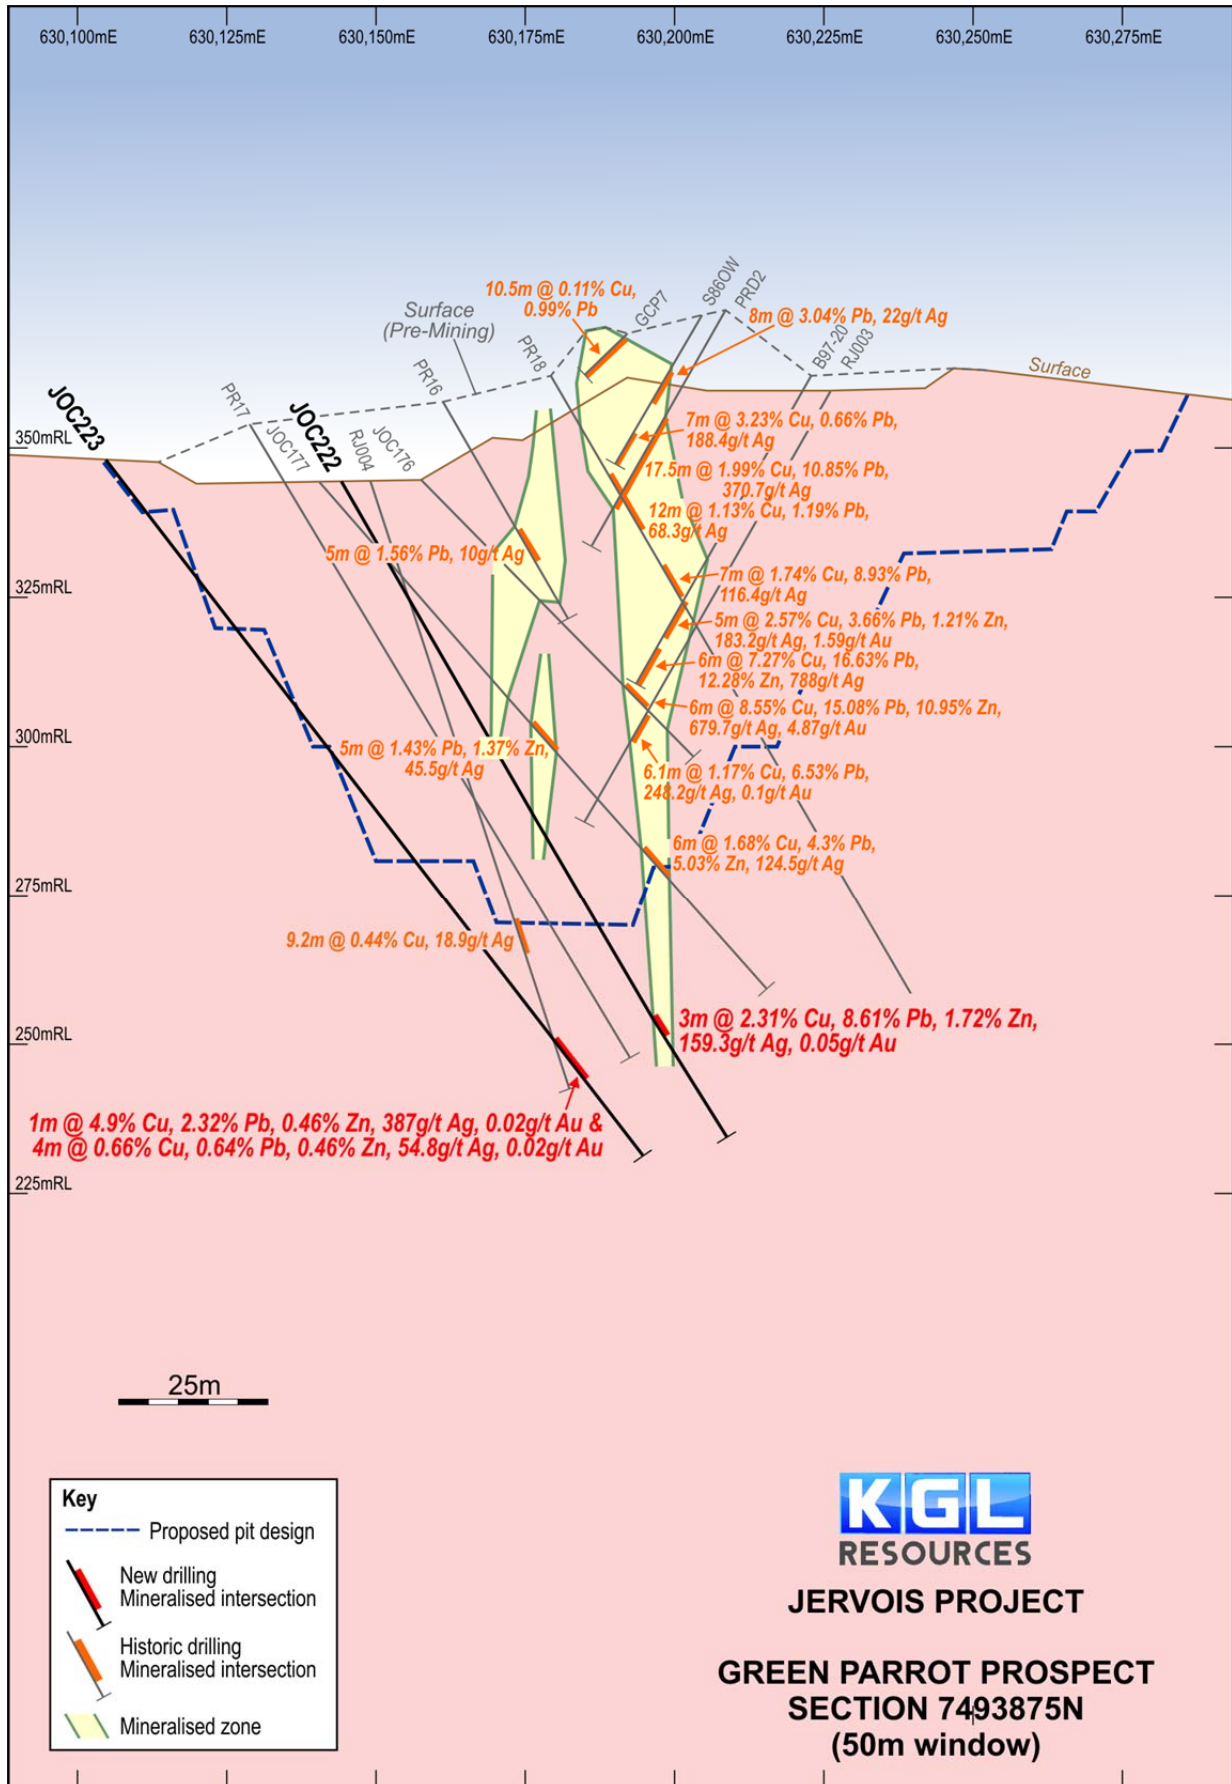 630,100mE 630,125mE 630,150mE 630,175mE 630,200mE 630,225mE 630,250mE 630,275mE
10.5m @ 0.11% Cu,
0.99% Pb
GCP7
S86OW
PRD2
8m @ 3.04% Pb, 22g/t Ag
Surface
(Pre-Mining)
PR18
B97-20
RJ003
Surface
PR16
PR17
JOC223
JOC177
JOC222
RJ004
JOC176
350mRL
7m @ 3.23% Cu, 0.66% Pb,
188.4g/t Ag
17.5m @ 1.99% Cu, 10.85% Pb,
370.7g/t Ag
12m @ 1.13% Cu, 1.19% Pb,
68.3g/t Ag
5m @ 1.56% Pb, 10g/t Ag
325mRL
7m @ 1.74% Cu, 8.93% Pb,
116.4g/t Ag
5m @ 2.57% Cu, 3.66% Pb, 1.21% Zn,
183.2g/t Ag, 1.59g/t Au
6m @ 7.27% Cu, 16.63% Pb,
12.28% Zn, 788g/t Ag
6m @ 8.55% Cu, 15.08% Pb, 10.95% Zn,
679.7g/t Ag, 4.87g/t Au
300mRL
5m @ 1.43% Pb, 1.37% Zn,
45.5g/t Ag
6.1m @ 1.17% Cu, 6.53% Pb,
248.2g/t Ag, 0.1g/t Au
6m @ 1.68% Cu, 4.3% Pb,
5.03% Zn, 124.5g/t Ag
275mRL
9.2m @ 0.44% Cu, 18.9g/t Ag
250mRL
3m @ 2.31% Cu, 8.61% Pb, 1.72% Zn,
159.3g/t Ag, 0.05g/t Au
1m @ 4.9% Cu, 2.32% Pb, 0.46% Zn, 387g/t Ag, 0.02g/t Au &
4m @ 0.66% Cu, 0.64% Pb, 0.46% Zn, 54.8g/t Ag, 0.02g/t Au
225mRL
25m
Key
Proposed pit design
New drilling
Mineralised intersection
Historic drilling
Mineralised intersection
Mineralised zone
KGL
RESOURCES
JERVOIS PROJECT
GREEN PARROT PROSPECT
SECTION 7493875N
(50m window)